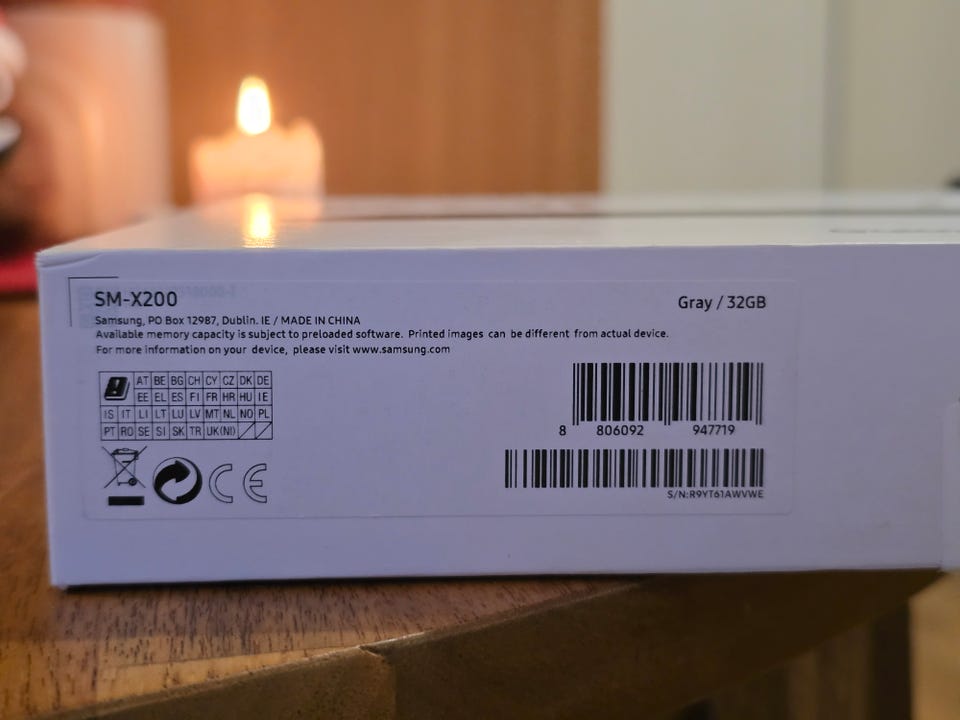 SM-X200
Gray / 32GB
Samsung, PO Box 12987, Dublin. IE / MADE IN CHINA
Available memory capacity is subject to preloaded software. Printed images can be different from actual device.
For more information on your device, please visit www.samsung.com
AT BE BG CH CY CZ DK DE
EE EL ES FI FR HR HU IE
IS IT LI LT LU LV MT NL NO PL
PT RO SE SI SK TR UK(NI)
8 806092 947719
CE
S/N:R9YT61AWVWE